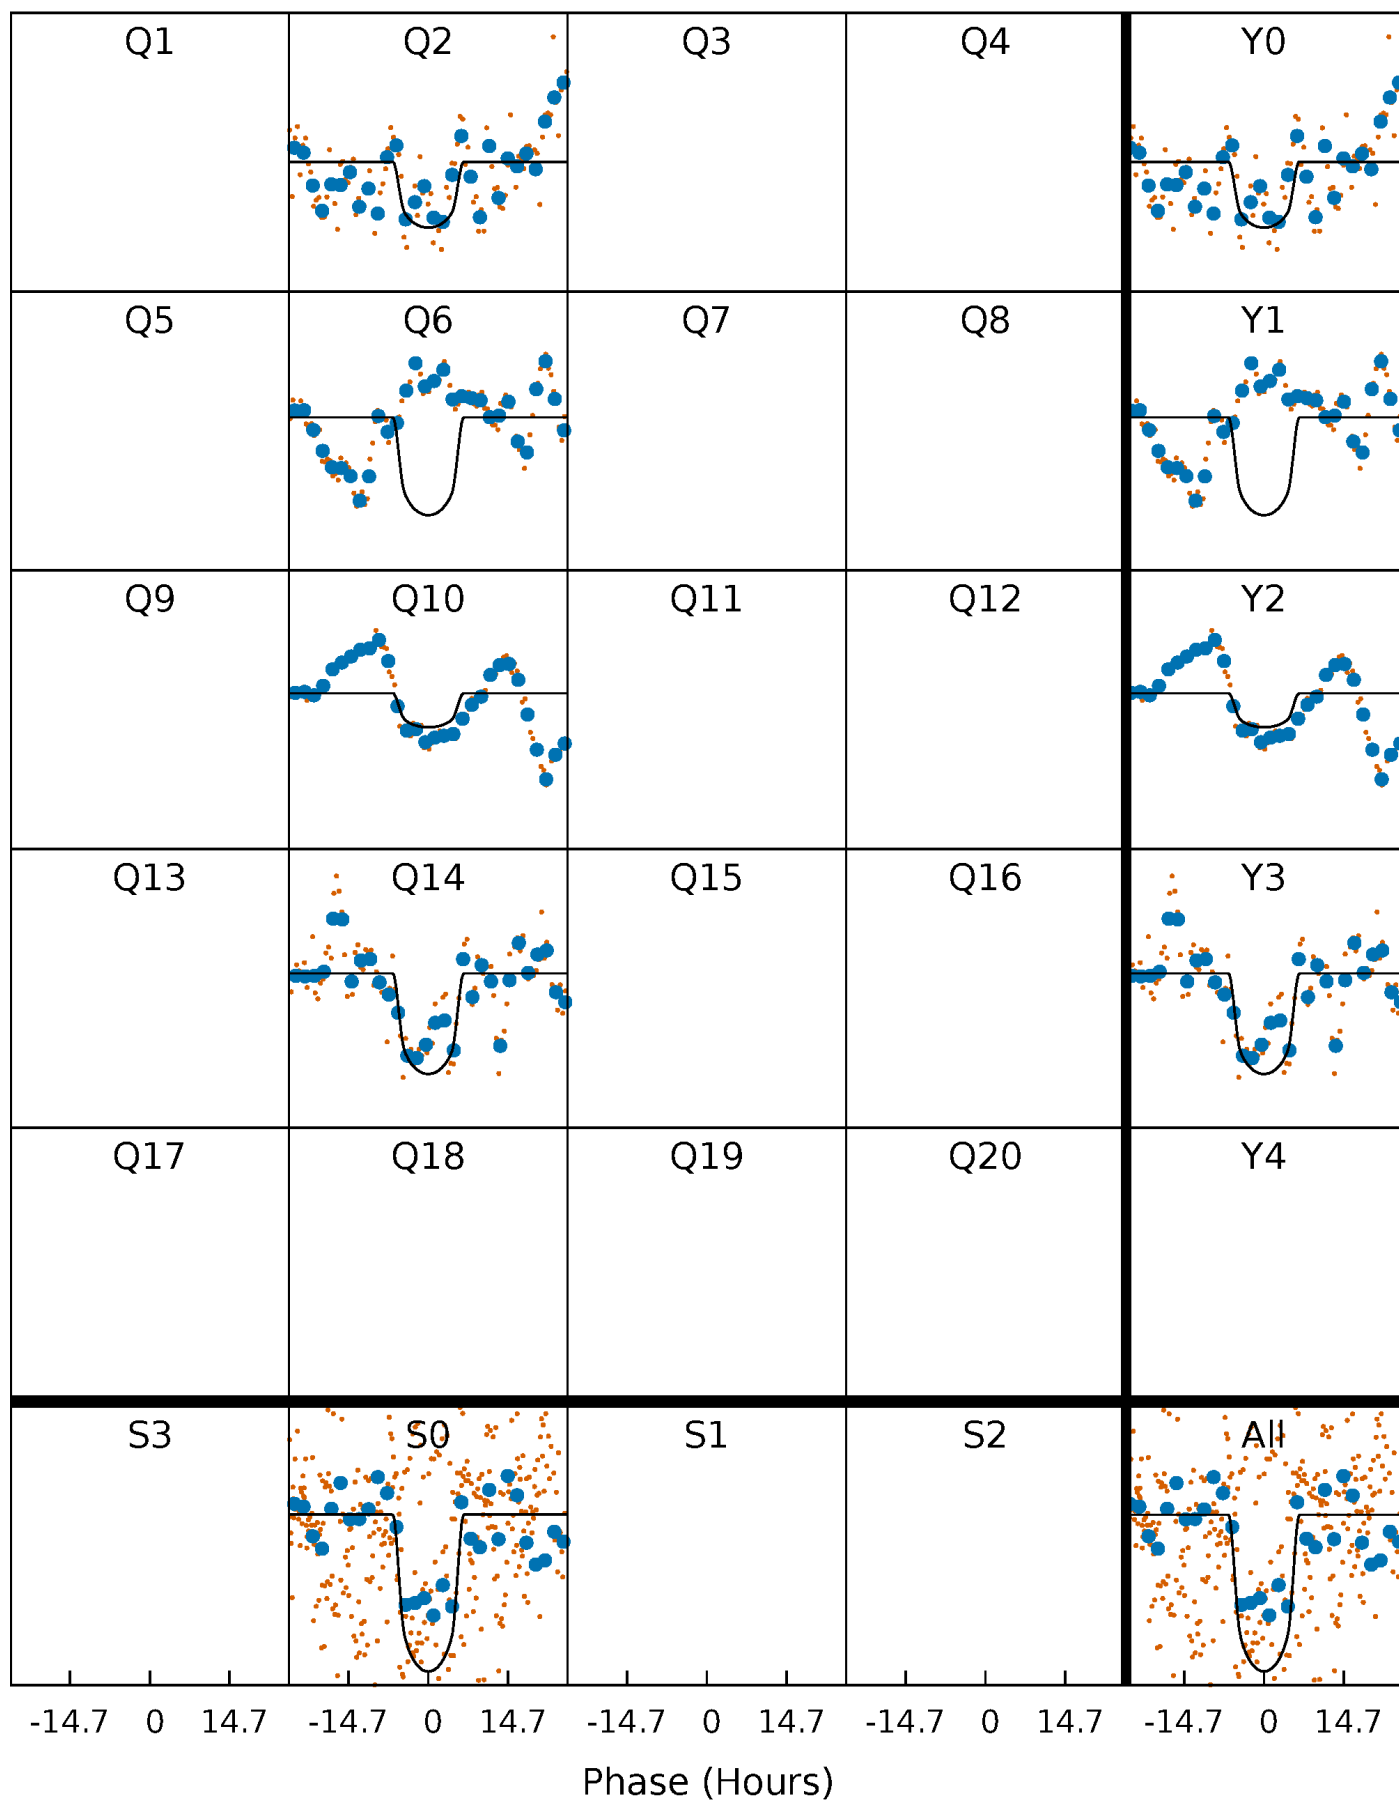 Q1 Q2 Q3 Q4 Y0
Q5 Q6 Q7 Q8 Y1
Q9 Q10 Q11 Q12 Y2
Q13 Q14 Q15 Q16 Y3
Q17 Q18 Q19 Q20 Y4
S3 S0 S1 S2 All
-14.7 0 14.7 -14.7 0 14.7 -14.7 0 14.7 -14.7 0 14.7 -14.7 0 14.7
Phase (Hours)